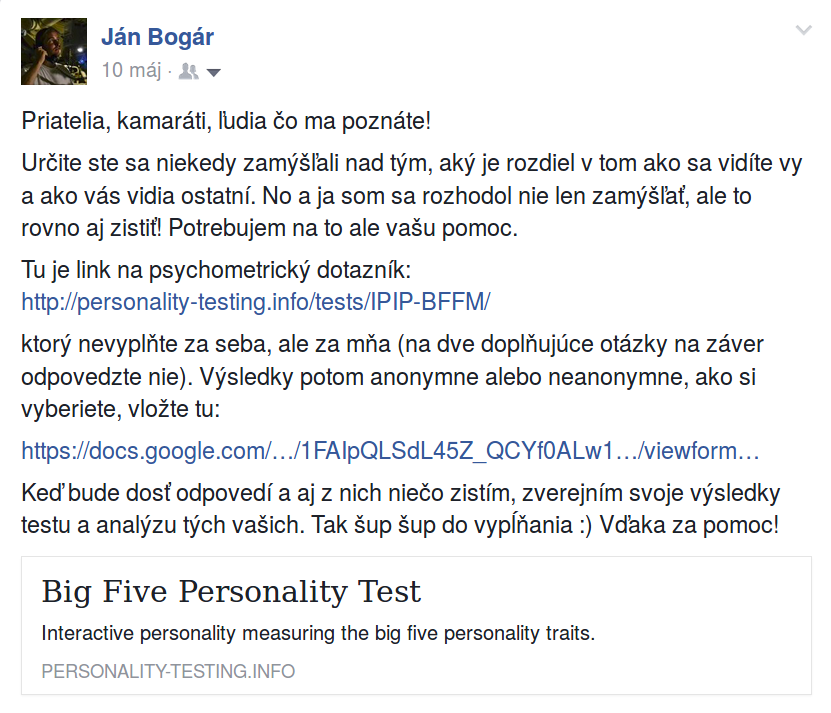 Ján Bogár
10 máj ·
Priatelia, kamaráti, ľudia čo ma poznáte!
Určite ste sa niekedy zamýšľali nad tým, aký je rozdiel v tom ako sa vidíte vy
a ako vás vidia ostatní. No a ja som sa rozhodol nie len zamýšľať, ale to
rovno aj zistiť! Potrebujem na to ale vašu pomoc.
Tu je link na psychometrický dotazník:
http://personality-testing.info/tests/IPIP-BFFM/
ktorý nevyplňte za seba, ale za mňa (na dve doplňujúce otázky na záver
odpovedzte nie). Výsledky potom anonymne alebo neanonymne, ako si
vyberiete, vložte tu:
https://docs.google.com/…/1FAIpQLSdL45Z_QCYf0ALw1…/viewform…
Keď bude dosť odpovedí a aj z nich niečo zistím, zverejním svoje výsledky
testu a analýzu tých vašich. Tak šup šup do vypĺňania :) Vďaka za pomoc!
Big Five Personality Test
Interactive personality measuring the big five personality traits.
PERSONALITY-TESTING.INFO